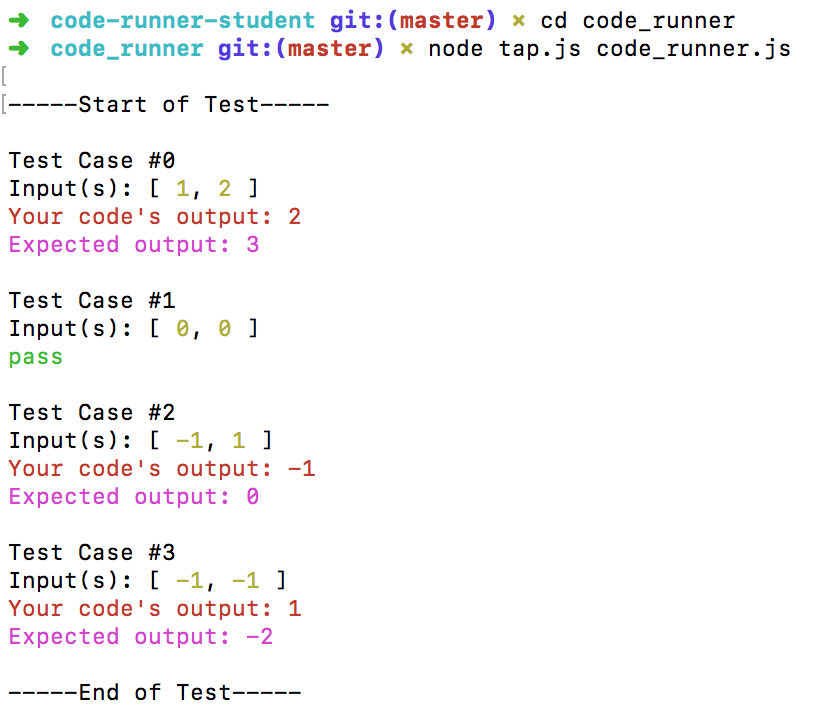 ➜ code-runner-student git:(master) × cd code_runner
➜ code_runner git:(master) × node tap.js code_runner.js
[
[-----Start of Test-----
Test Case #0
Input(s): [ 1, 2 ]
Your code's output: 2
Expected output: 3
Test Case #1
Input(s): [ 0, 0 ]
pass
Test Case #2
Input(s): [ -1, 1 ]
Your code's output: -1
Expected output: 0
Test Case #3
Input(s): [ -1, -1 ]
Your code's output: 1
Expected output: -2
-----End of Test-----